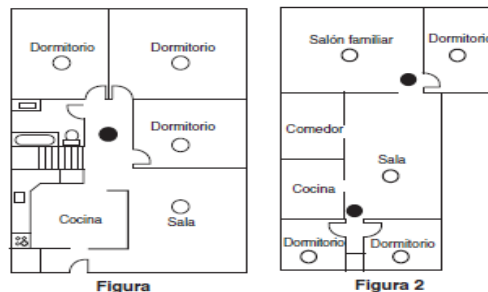 Dormitorio
Dormitorio
Dormitorio
Cocina
Sala
Figura
Salón familiar
Dormitorio
Comedor
Sala
Cocina
Dormitorio
Dormitorio
Figura 2